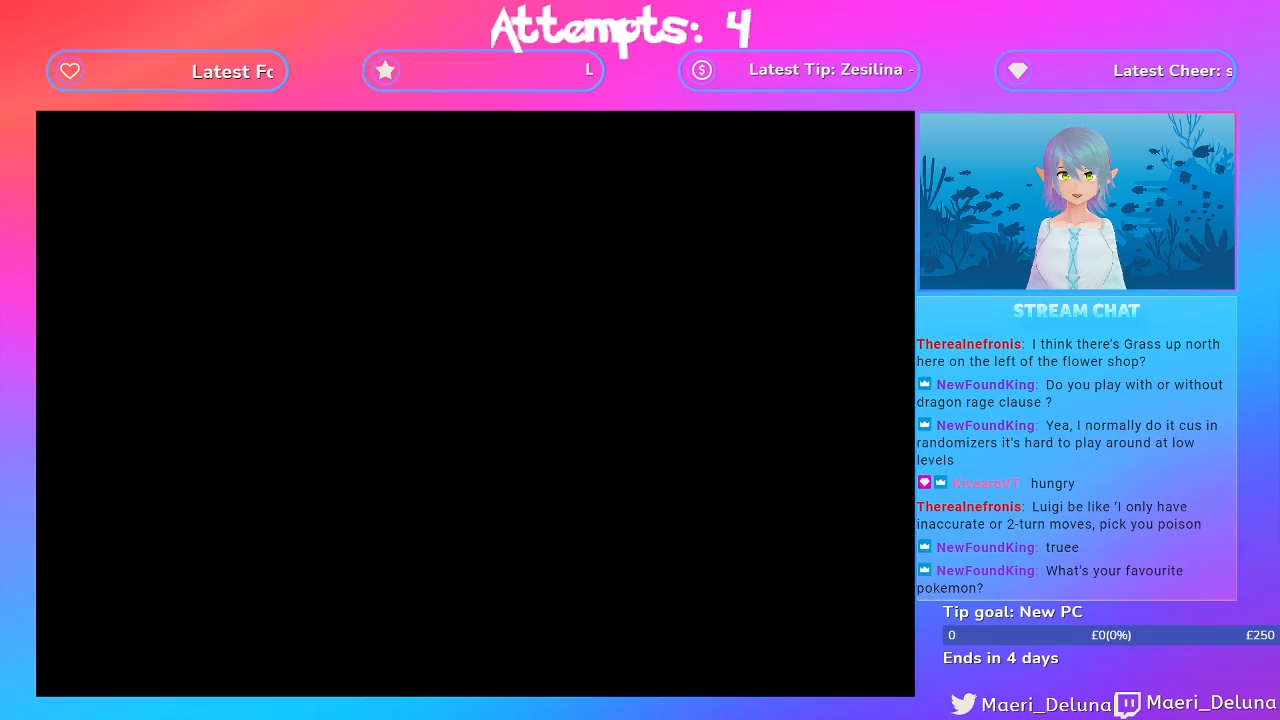 Attempts: 4
Latest Fo
L
Latest Tip: Zesilina -
Latest Cheer: s
STREAM CHAT
Therealnefronis: I think there's Grass up north
here on the left of the flower shop?
NewFoundKing: Do you play with or without
dragon rage clause ?
NewFoundKing: Yea, I normally do it cus in
randomizers it's hard to play around at low
levels
KivaaraVT: hungry
Therealnefronis: Luigi be like 'I only have
inaccurate or 2-turn moves, pick you poison
NewFoundKing: truee
NewFoundKing: What's your favourite
pokemon?
Tip goal: New PC
0 £0(0%) £250
Ends in 4 days
Maeri_Deluna Maeri_Deluna